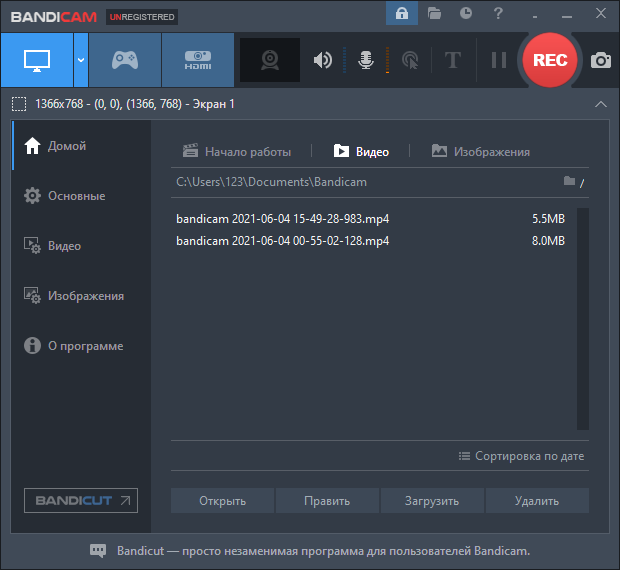 BANDICAM UNREGISTERED
?
HDMI
T
REC
1366x768 - (0, 0), (1366, 768) - Экран 1
Домой
Основные
Видео
Изображения
О программе
BANDICUT
Начало работы
Видео
Изображения
C:\Users\123\Documents\Bandicam
/
bandicam 2021-06-04 15-49-28-983.mp4 5.5MB
bandicam 2021-06-04 00-55-02-128.mp4 8.0MB
Сортировка по дате
Открыть
Править
Загрузить
Удалить
Bandicut — просто незаменимая программа для пользователей Bandicam.